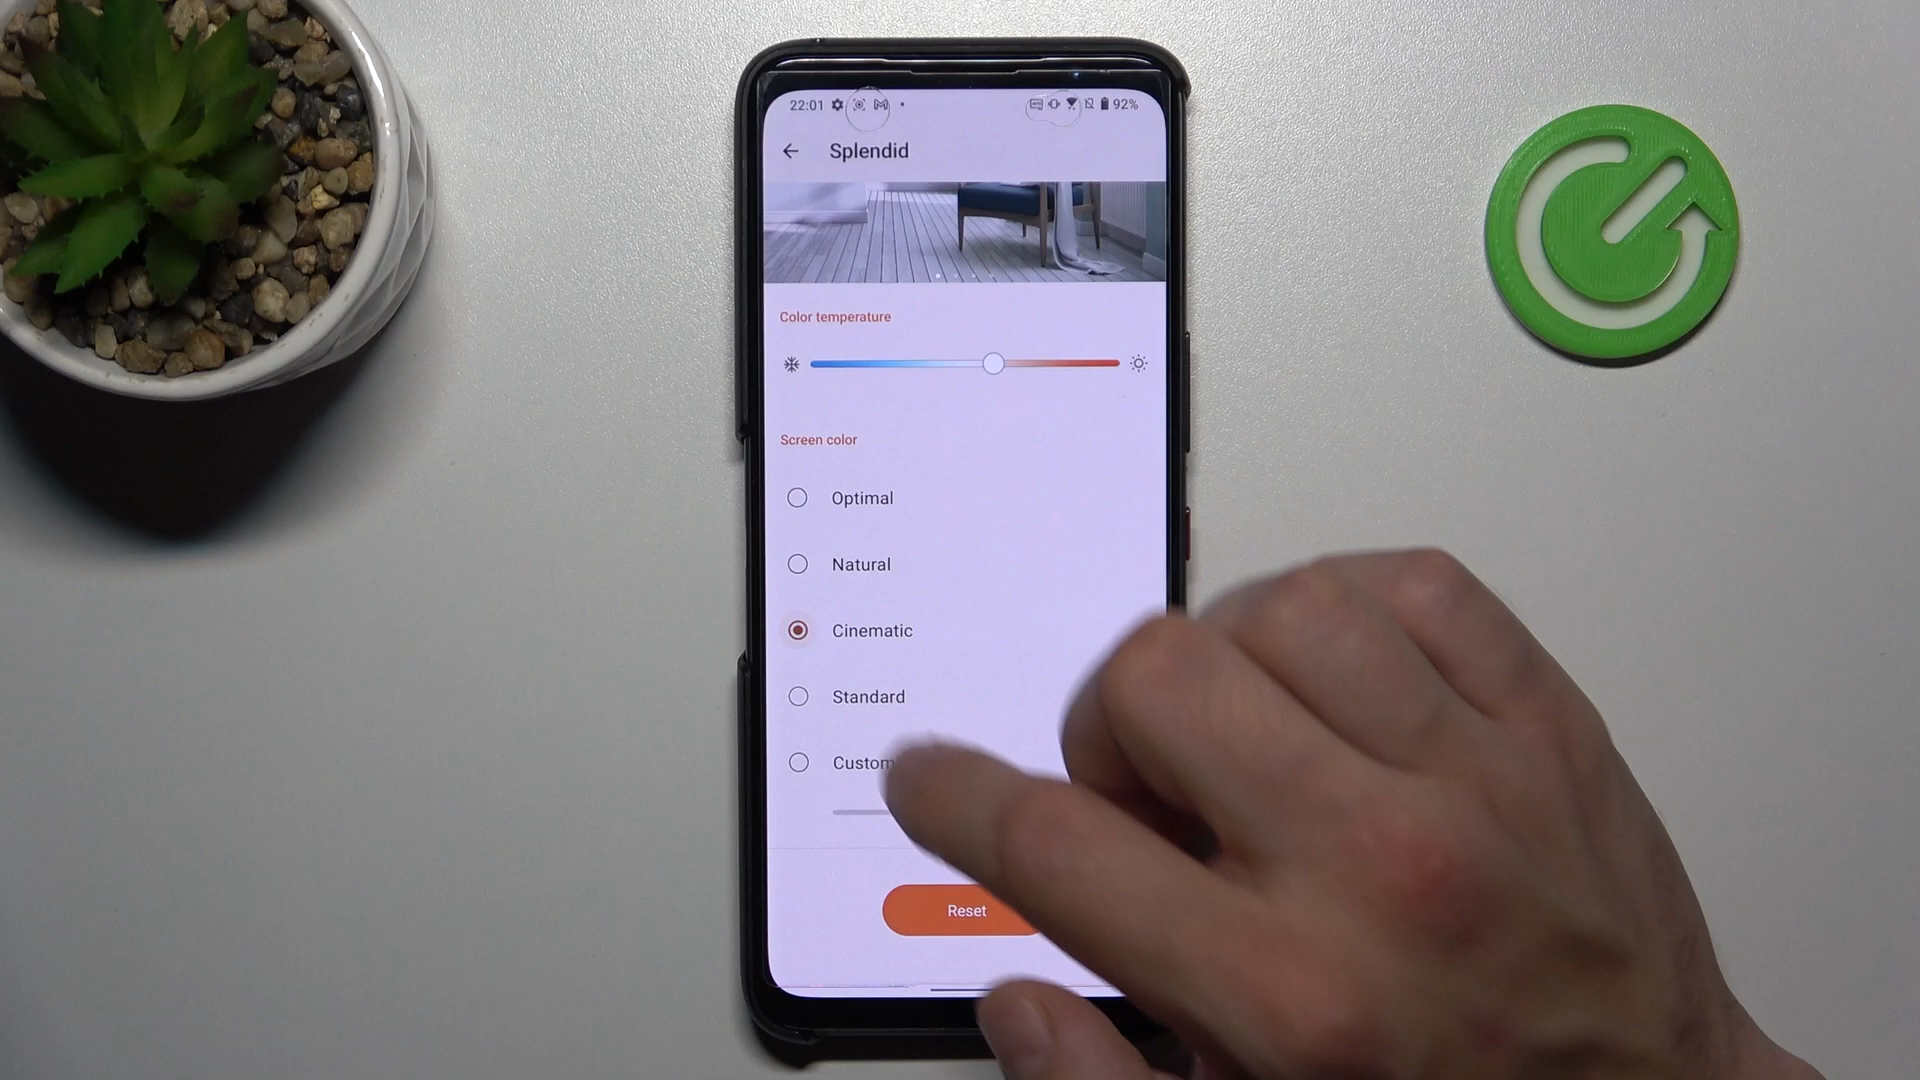 22:01 92%
Splendid
Color temperature
Screen color
Optimal
Natural
Cinematic
Standard
Custom
Reset